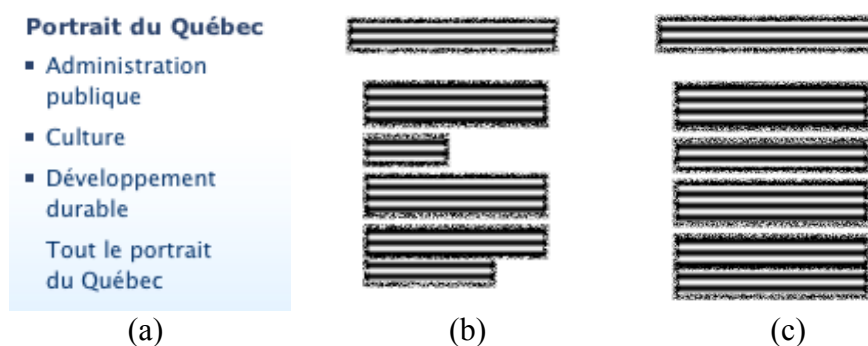 Portrait du Québec
Administration
publique
Culture
Développement
durable
Tout le portrait
du Québec
(a)
(b)
(c)